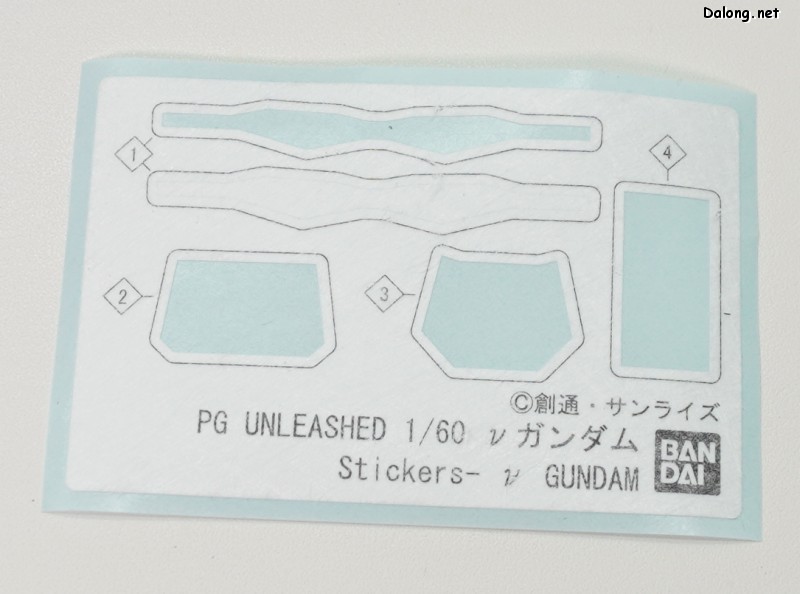 Dalong.net
1
4
2
3
©創通・サンライズ
PG UNLEASHED 1/60 ν ガンダム
Stickers- ν GUNDAM
BAN
DAI